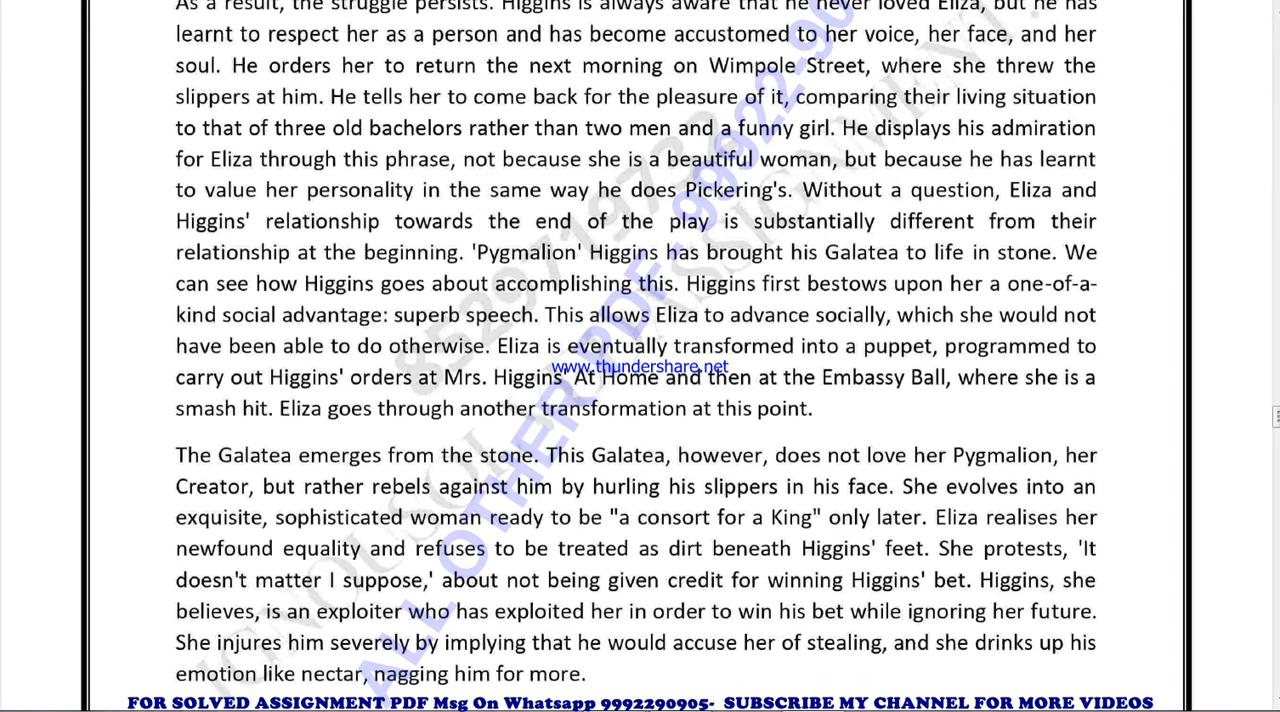 As a result, the struggle persists. Higgins is always aware that he never loved Eliza, but he has
learnt to respect her as a person and has become accustomed to her voice, her face, and her
soul. He orders her to return the next morning on Wimpole Street, where she threw the
slippers at him. He tells her to come back for the pleasure of it, comparing their living situation
to that of three old bachelors rather than two men and a funny girl. He displays his admiration
for Eliza through this phrase, not because she is a beautiful woman, but because he has learnt
to value her personality in the same way he does Pickering's. Without a question, Eliza and
Higgins' relationship towards the end of the play is substantially different from their
relationship at the beginning. 'Pygmalion' Higgins has brought his Galatea to life in stone. We
can see how Higgins goes about accomplishing this. Higgins first bestows upon her a one-of-a-
kind social advantage: superb speech. This allows Eliza to advance socially, which she would not
have been able to do otherwise. Eliza is eventually transformed into a puppet, programmed to
www.thundershare.net
carry out Higgins' orders at Mrs. Higgins' At Home and then at the Embassy Ball, where she is a
smash hit. Eliza goes through another transformation at this point.
The Galatea emerges from the stone. This Galatea, however, does not love her Pygmalion, her
Creator, but rather rebels against him by hurling his slippers in his face. She evolves into an
exquisite, sophisticated woman ready to be "a consort for a King" only later. Eliza realises her
newfound equality and refuses to be treated as dirt beneath Higgins' feet. She protests, 'It
doesn't matter I suppose,' about not being given credit for winning Higgins' bet. Higgins, she
believes, is an exploiter who has exploited her in order to win his bet while ignoring her future.
She injures him severely by implying that he would accuse her of stealing, and she drinks up his
emotion like nectar, nagging him for more.
ALL OTHER PDF - 99922-90
FOR SOLVED ASSIGNMENT PDF Msg On Whatsapp 9992290905- SUBSCRIBE MY CHANNEL FOR MORE VIDEOS